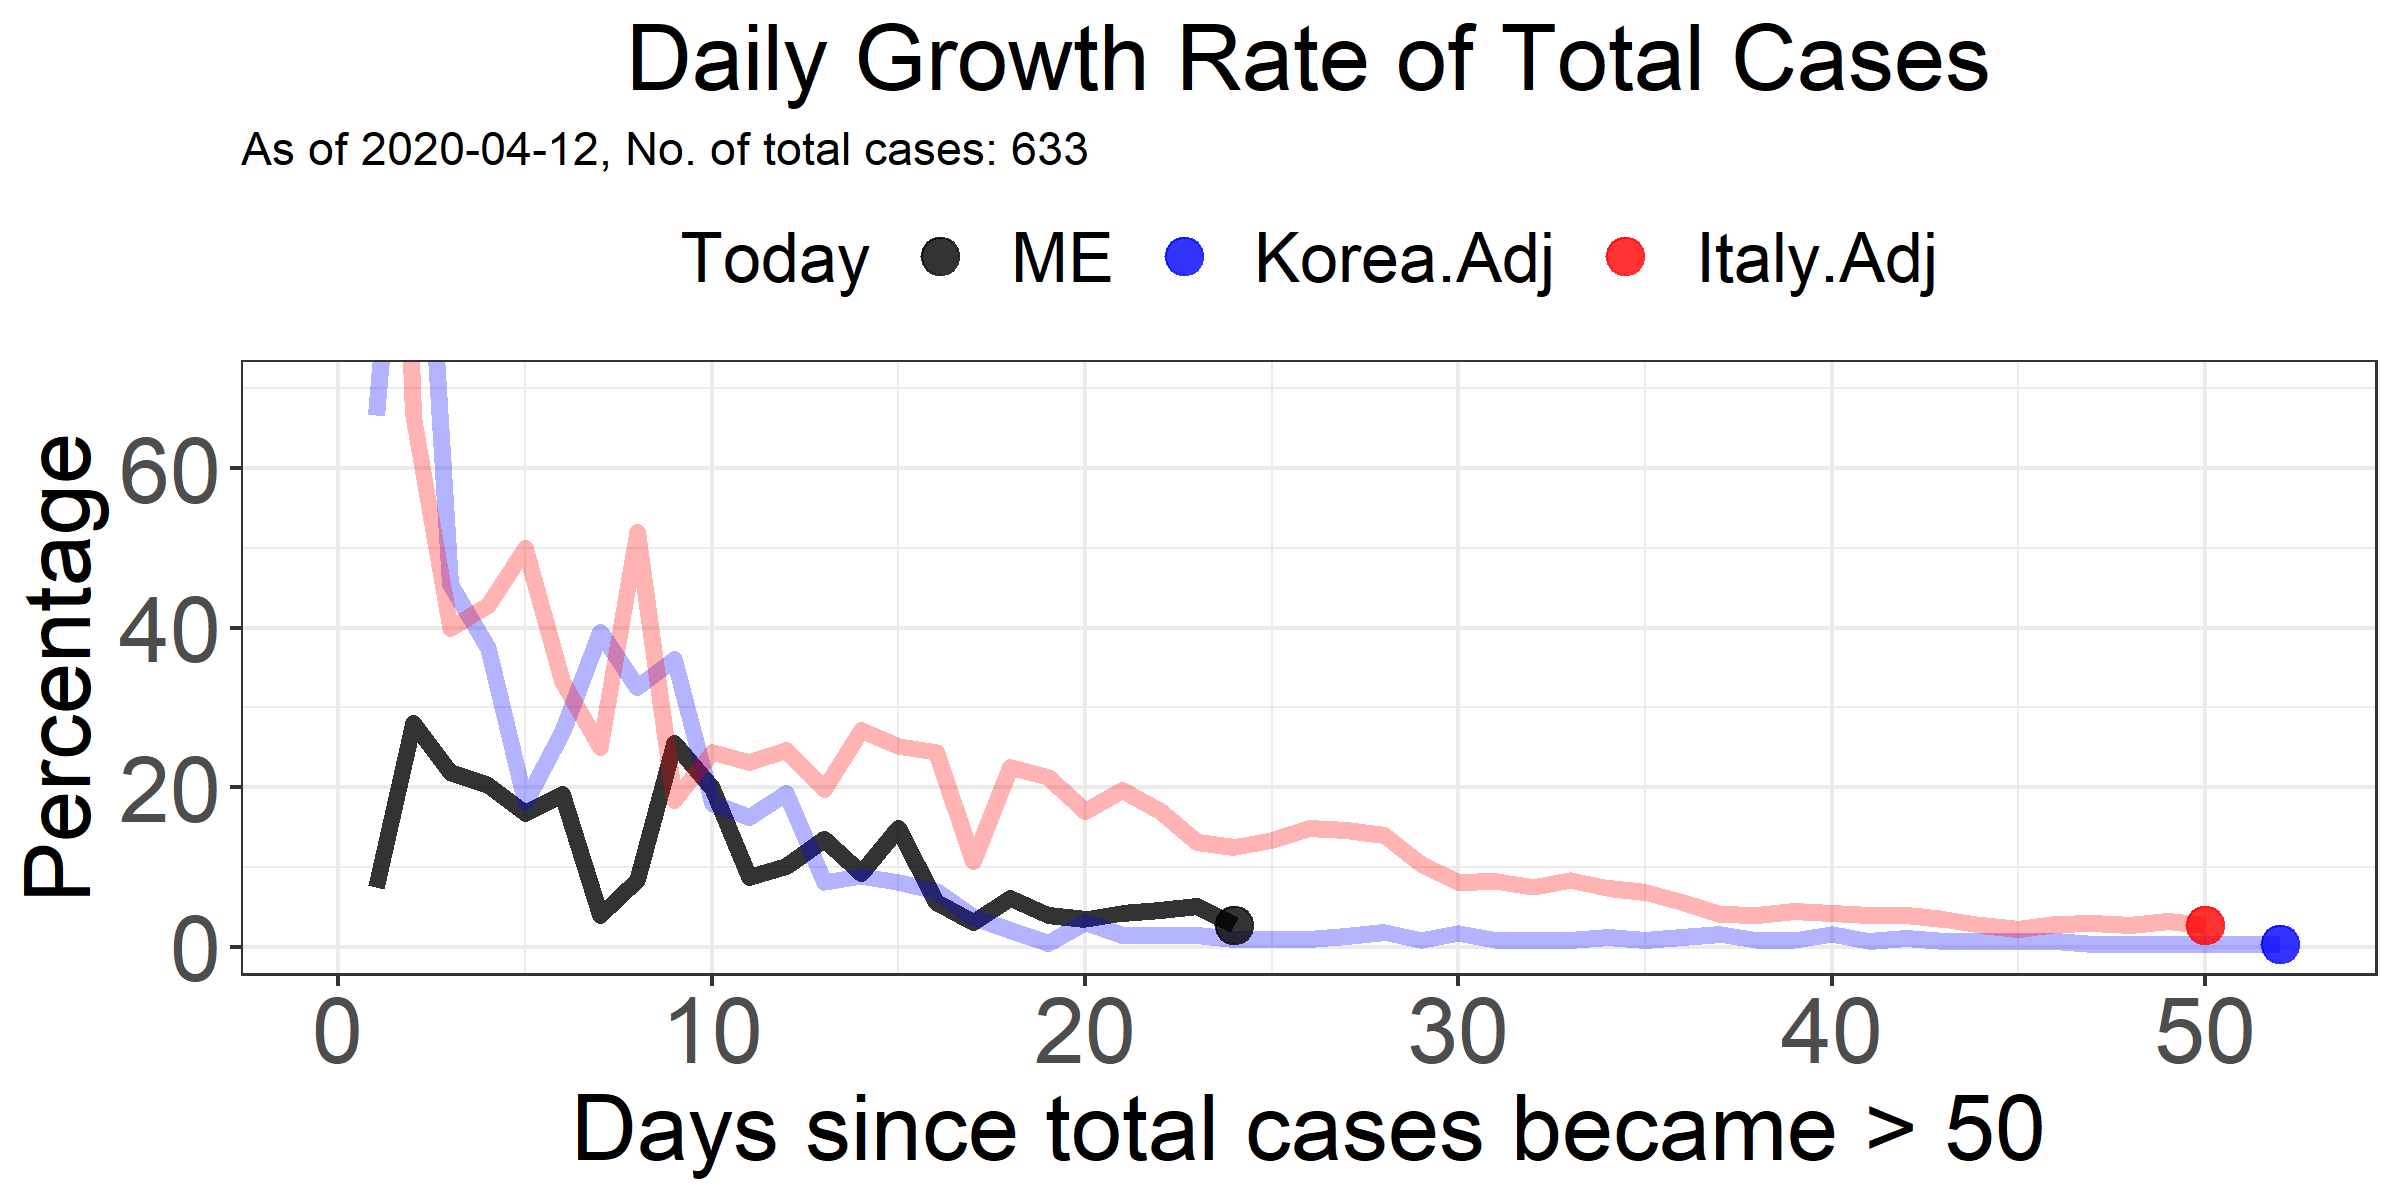 Daily Growth Rate of Total Cases
As of 2020-04-12, No. of total cases: 633
Today ME Korea.Adj Italy.Adj
Percentage
60
40
20
0
0 10 20 30 40 50
Days since total cases became > 50